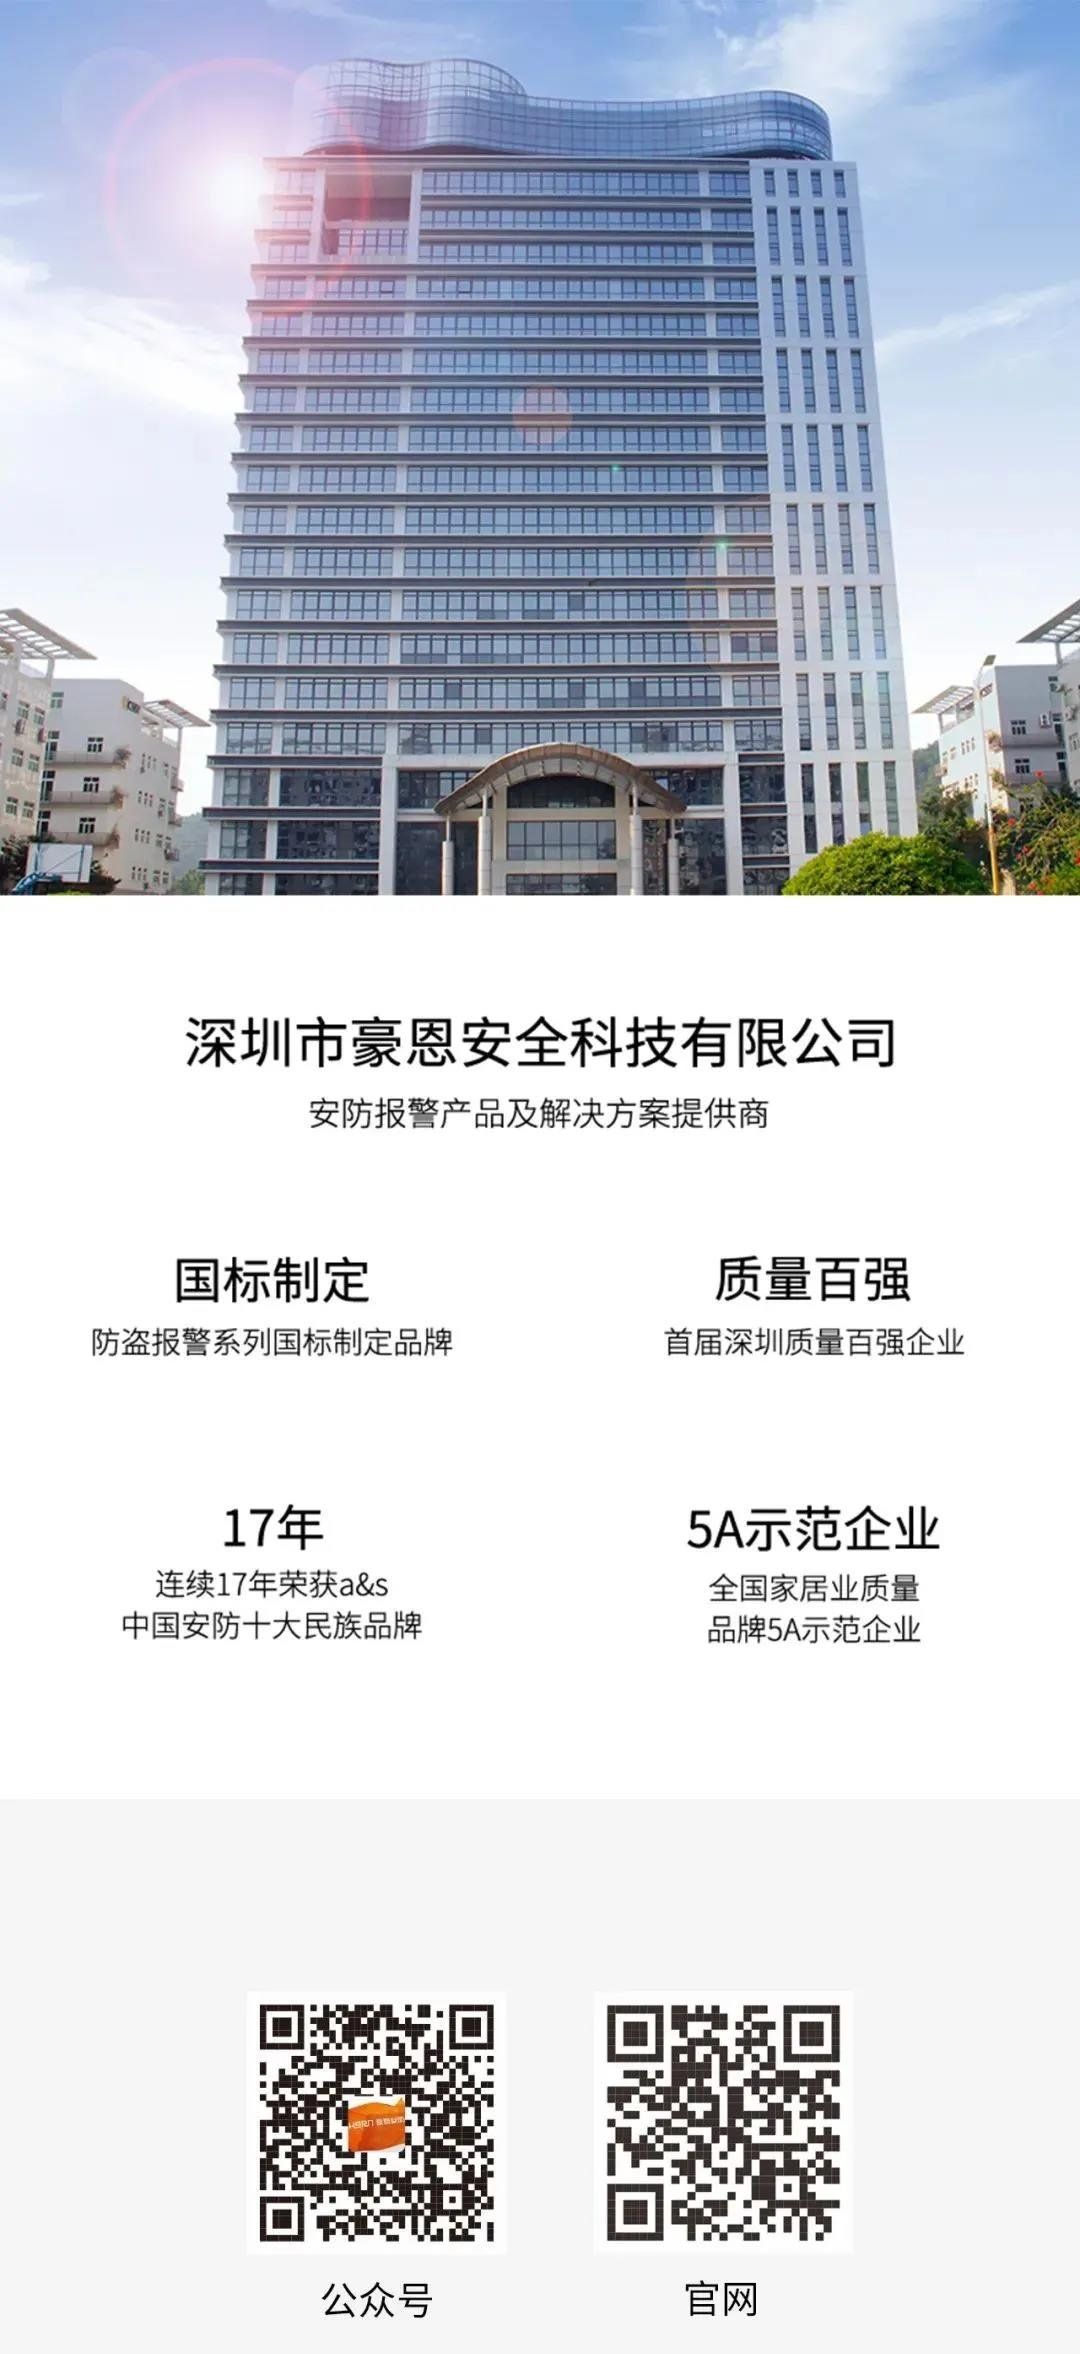 深圳市豪恩安全科技有限公司
安防报警产品及解决方案提供商
国标制定
防盗报警系列国标制定品牌
质量百强
首届深圳质量百强企业
17年
连续17年荣获a&s
中国安防十大民族品牌
5A示范企业
全国家居业质量
品牌5A示范企业
公众号
官网